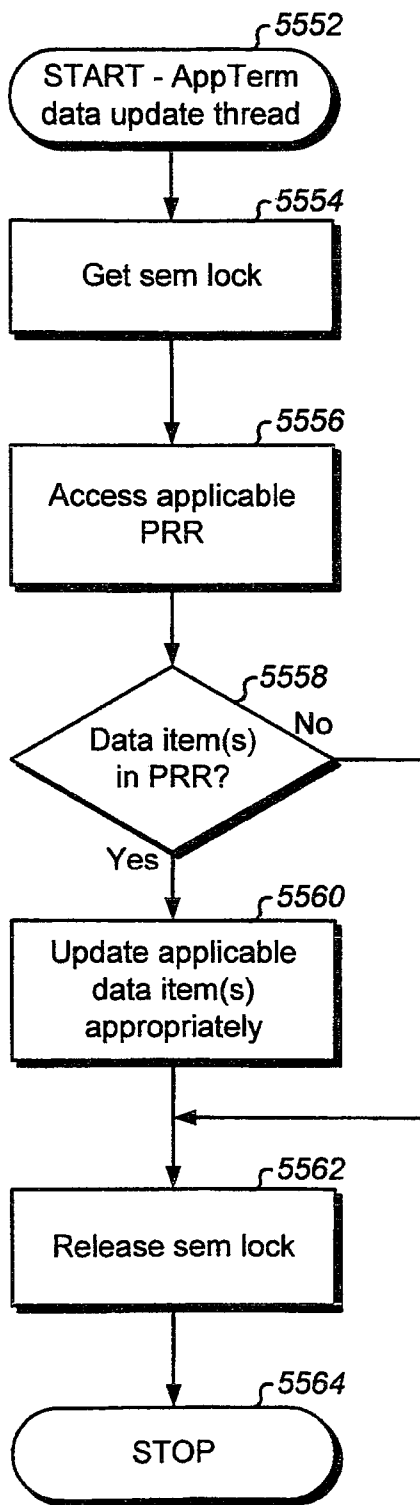 5552
START - AppTerm
data update thread
5554
Get sem lock
5556
Access applicable
PRR
5558
Data item(s)
in PRR?
No
Yes
5560
Update applicable
data item(s)
appropriately
5562
Release sem lock
5564
STOP